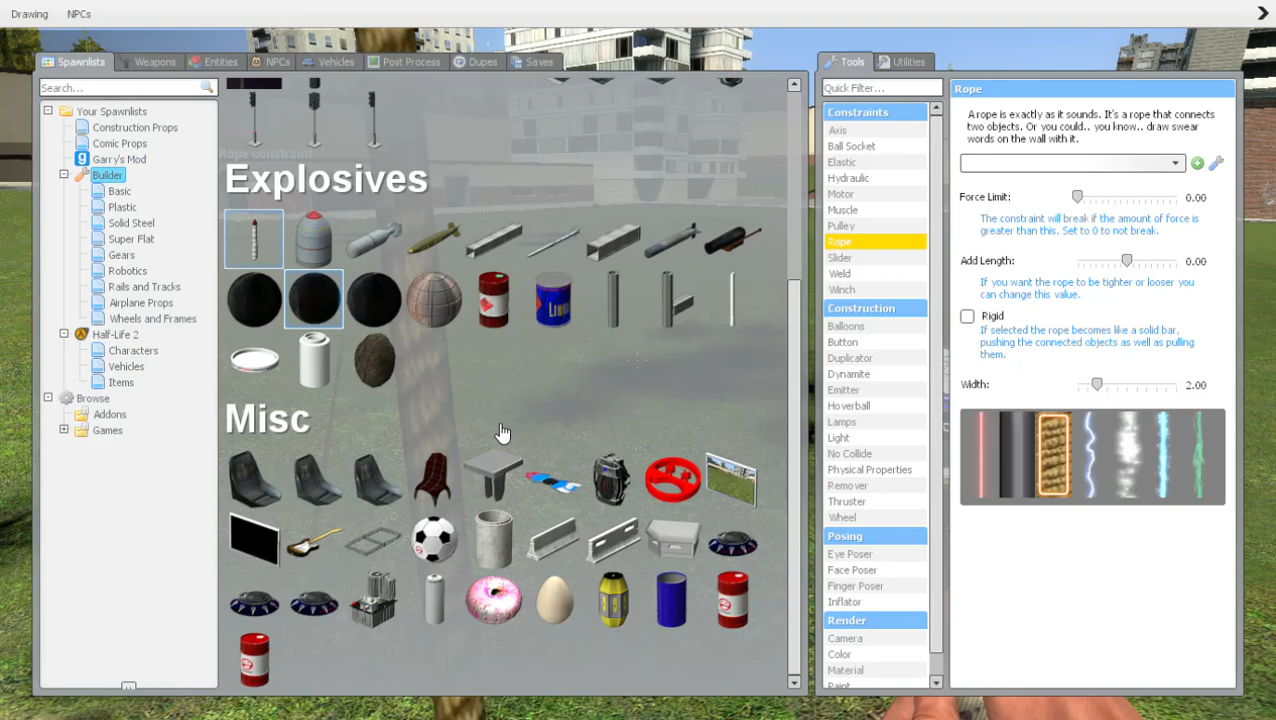 Drawing NPCs
Spawnlists Weapons Entities NPCs Vehicles Post Process Dupes Saves
Search...
Your Spawnlists
Construction Props
Comic Props
Garry's Mod
Builder
Basic
Plastic
Solid Steel
Super Flat
Gears
Robotics
Rails and Tracks
Airplane Props
Wheels and Frames
Half-Life 2
Characters
Vehicles
Items
Browse
Addons
Games
Rope constraint
Explosives
Misc
Tools Utilities
Quick Filter...
Constraints
Axis
Ball Socket
Elastic
Hydraulic
Motor
Muscle
Pulley
Rope
Slider
Weld
Winch
Construction
Balloons
Button
Duplicator
Dynamite
Emitter
Hoverball
Lamps
Light
No Collide
Physical Properties
Remover
Thruster
Wheel
Posing
Eye Poser
Face Poser
Finger Poser
Inflator
Render
Camera
Color
Material
Paint
Rope
A rope is exactly as it sounds. It's a rope that connects
two objects. Or you could.. you know.. draw swear
words on the wall with it.
Force Limit: 0.00
The constraint will break if the amount of force is
greater than this. Set to 0 to not break.
Add Length: 0.00
If you want the rope to be tighter or looser you
can change this value.
Rigid
If selected the rope becomes like a solid bar,
pushing the connected objects as well as pulling
them.
Width: 2.00